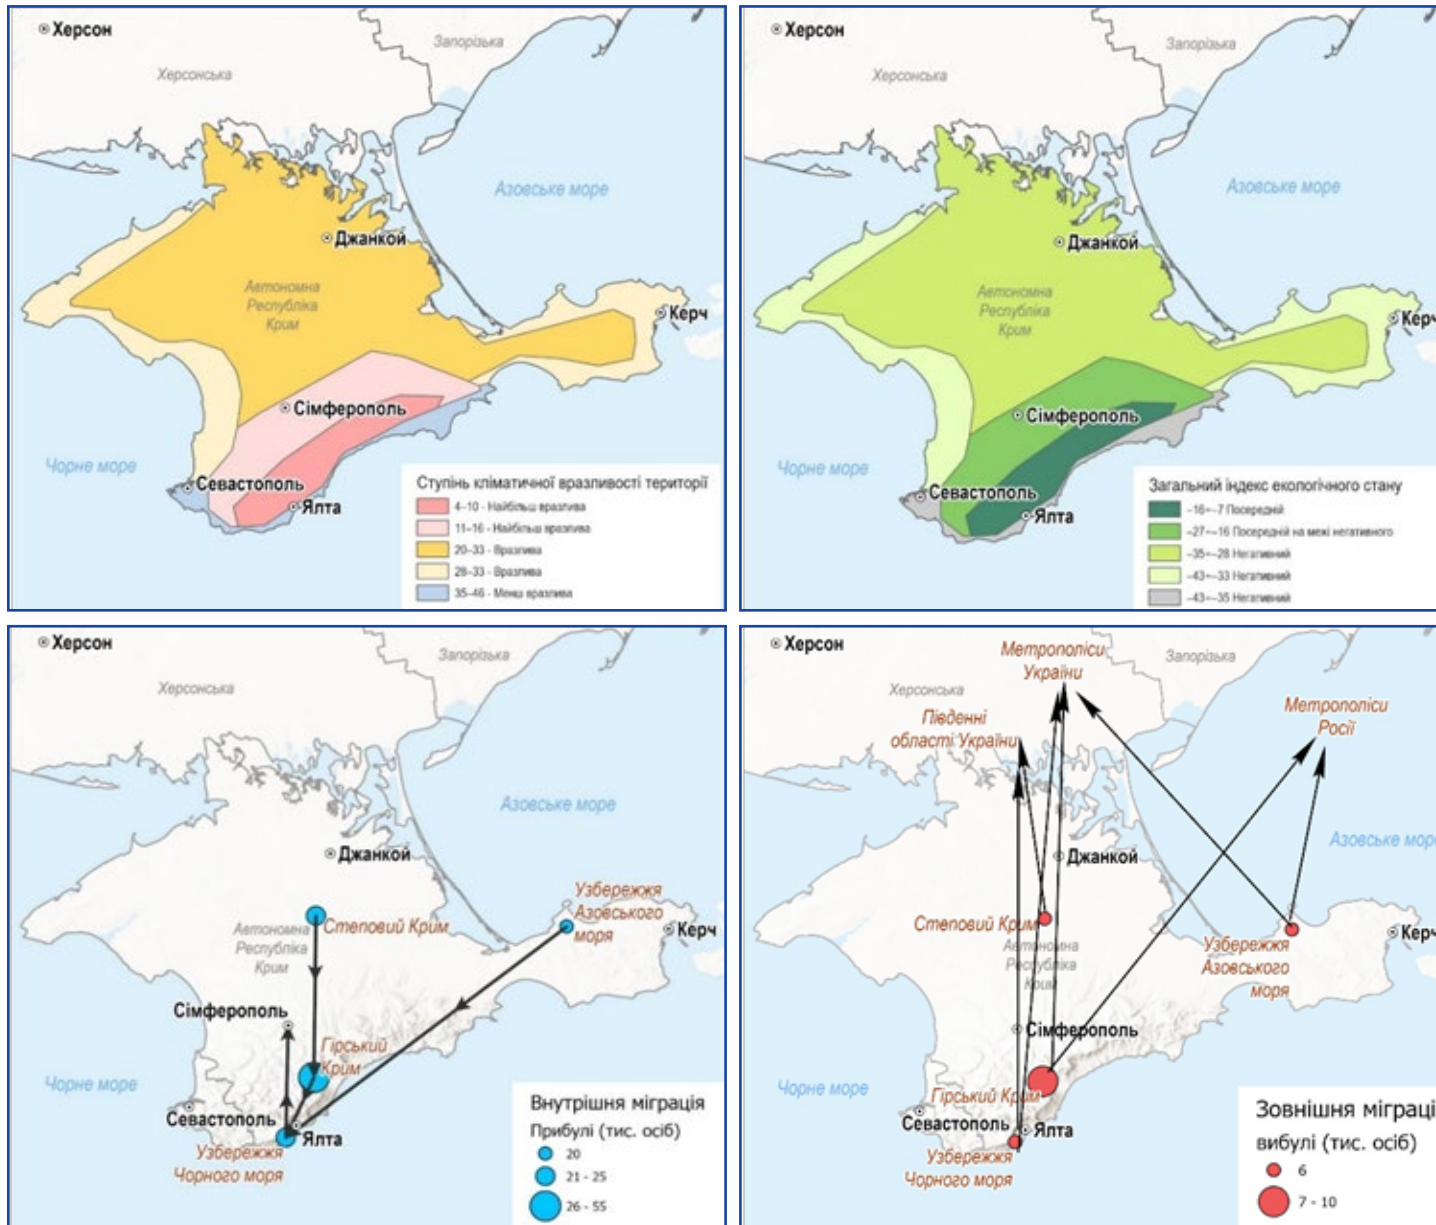 Херсон
Запорізька
Херсонська
Азовське море
Джанкой
Автономна
Республіка
Крим
Керч
Сімферополь
Чорне море
Севастополь
Ялта
Ступінь кліматичної вразливості території
4–10 - Найбільш вразлива
11–16 - Найбільш вразлива
20–33 - Вразлива
28–33 - Вразлива
35–46 - Менш вразлива
Херсон
Запорізька
Херсонська
Азовське море
Джанкой
Автономна
Республіка
Крим
Керч
Сімферополь
Чорне море
Севастополь
Ялта
Загальний індекс екологічного стану
–16÷–7 Посередній
–27÷–16 Посередній на межі негативного
–35÷–28 Негативний
–43÷–33 Негативний
–43÷–35 Негативний
Херсон
Запорізька
Херсонська
Азовське море
Джанкой
Узбережжя
Азовського
моря
Степовий Крим
Автономна
Республіка
Крим
Керч
Сімферополь
Гірський
Крим
Чорне море
Севастополь
Ялта
Узбережжя
Чорного моря
Внутрішня міграція
Прибулі (тис. осіб)
20
21 - 25
26 - 55
Херсон
Метрополіси
України
Запорізька
Херсонська
Південні
області України
Метрополіси
Росії
Азовське мор
Джанкой
Степовий Крим
Автономна
Республіка
Крим
Узбережжя
Азовського
моря
Керч
Сімферополь
Чорне море
Гірський Крим
Севастополь
Ялта
Узбережжя
Чорного моря
Зовнішня міграці
вибулі (тис. осіб)
6
7 - 10